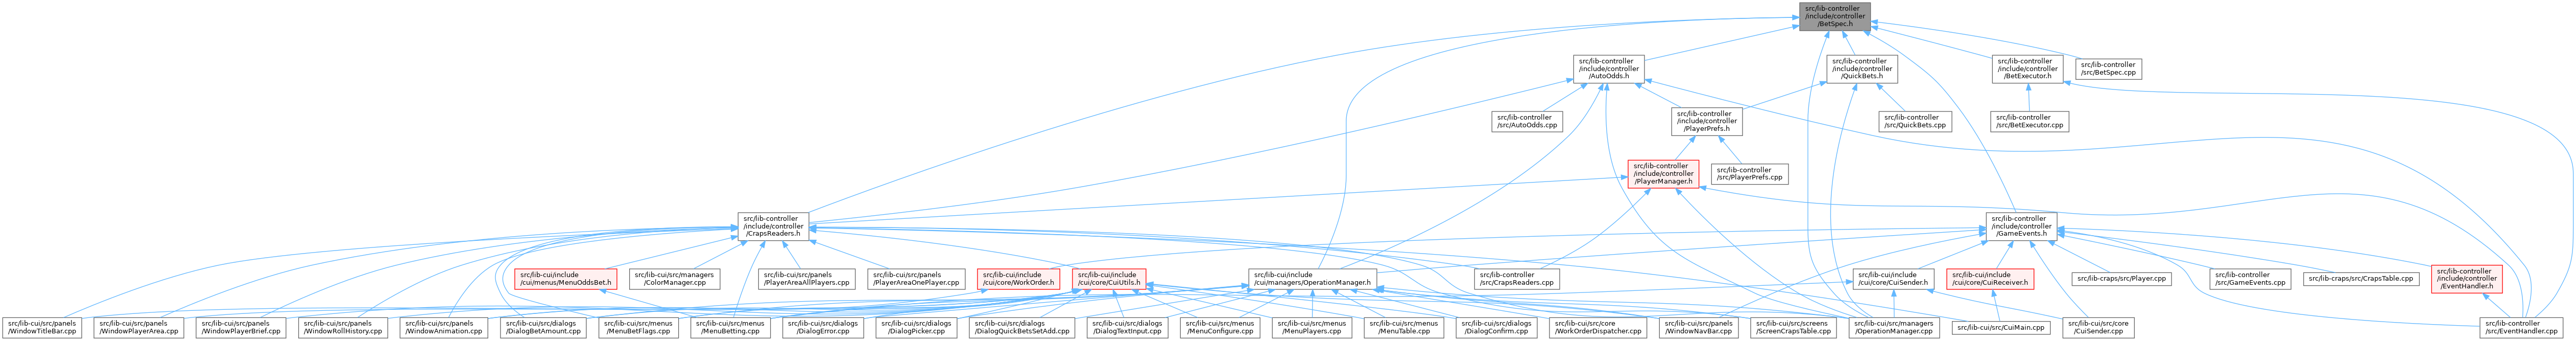 src/lib-controller
/include/controller
/BetSpec.h
src/lib-controller
/include/controller
/AutoOdds.h
src/lib-controller
/include/controller
/QuickBets.h
src/lib-controller
/include/controller
/BetExecutor.h
src/lib-controller
/src/BetSpec.cpp
src/lib-controller
/src/AutoOdds.cpp
src/lib-controller
/include/controller
/PlayerPrefs.h
src/lib-controller
/src/QuickBets.cpp
src/lib-controller
/src/BetExecutor.cpp
src/lib-controller
/include/controller
/PlayerManager.h
src/lib-controller
/src/PlayerPrefs.cpp
src/lib-controller
/include/controller
/CrapsReaders.h
src/lib-controller
/include/controller
/GameEvents.h
src/lib-cui/include
/cui/menus/MenuOddsBet.h
src/lib-cui/src/managers
/ColorManager.cpp
src/lib-cui/src/panels
/PlayerAreaAllPlayers.cpp
src/lib-cui/src/panels
/PlayerAreaOnePlayer.cpp
src/lib-cui/include
/cui/core/WorkOrder.h
src/lib-cui/include
/cui/core/CuiUtils.h
src/lib-cui/include
/cui/managers/OperationManager.h
src/lib-controller
/src/CrapsReaders.cpp
src/lib-cui/include
/cui/core/CuiSender.h
src/lib-cui/include
/cui/core/CuiReceiver.h
src/lib-craps/src/Player.cpp
src/lib-controller
/src/GameEvents.cpp
src/lib-craps/src/CrapsTable.cpp
src/lib-controller
/include/controller
/EventHandler.h
src/lib-cui/src/panels
/WindowTitleBar.cpp
src/lib-cui/src/panels
/WindowPlayerArea.cpp
src/lib-cui/src/panels
/WindowPlayerBrief.cpp
src/lib-cui/src/panels
/WindowRollHistory.cpp
src/lib-cui/src/panels
/WindowAnimation.cpp
src/lib-cui/src/dialogs
/DialogBetAmount.cpp
src/lib-cui/src/menus
/MenuBetFlags.cpp
src/lib-cui/src/menus
/MenuBetting.cpp
src/lib-cui/src/dialogs
/DialogError.cpp
src/lib-cui/src/dialogs
/DialogPicker.cpp
src/lib-cui/src/dialogs
/DialogQuickBetsSetAdd.cpp
src/lib-cui/src/dialogs
/DialogTextInput.cpp
src/lib-cui/src/menus
/MenuConfigure.cpp
src/lib-cui/src/menus
/MenuPlayers.cpp
src/lib-cui/src/menus
/MenuTable.cpp
src/lib-cui/src/dialogs
/DialogConfirm.cpp
src/lib-cui/src/core
/WorkOrderDispatcher.cpp
src/lib-cui/src/panels
/WindowNavBar.cpp
src/lib-cui/src/screens
/ScreenCrapsTable.cpp
src/lib-cui/src/managers
/OperationManager.cpp
src/lib-cui/src/CuiMain.cpp
src/lib-cui/src/core
/CuiSender.cpp
src/lib-controller
/src/EventHandler.cpp